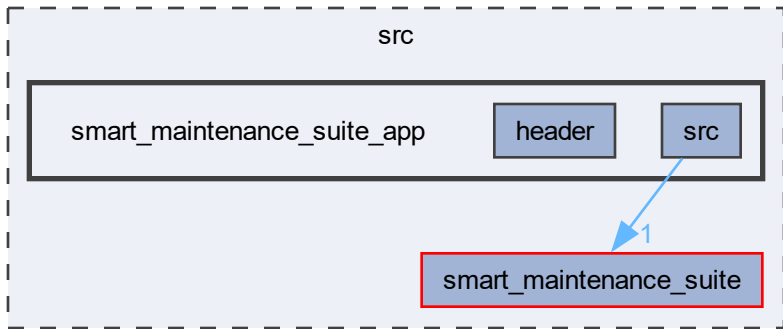 src
smart_maintenance_suite_app
header
src
1
smart_maintenance_suite